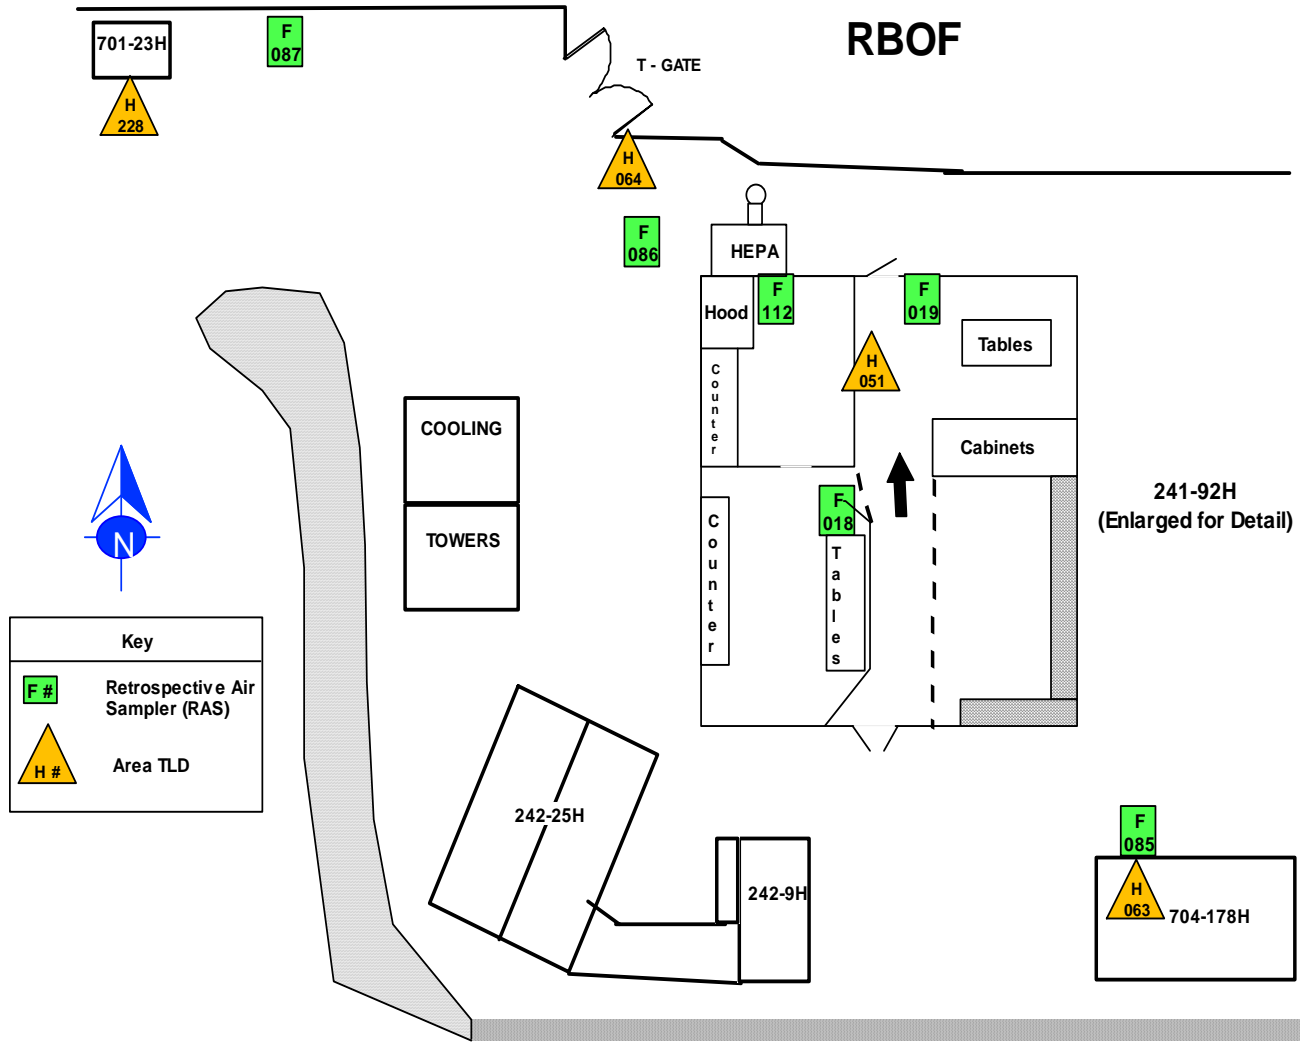 RBOF
701-23H
F
087
T - GATE
H
228
H
064
F
086
HEPA
Hood
F
112
F
019
Tables
H
051
Counter
COOLING
Cabinets
241-92H
(Enlarged for Detail)
F
018
TOWERS
N
Counter
Tables
Key
F #
Retrospective Air
Sampler (RAS)
H #
Area TLD
242-25H
242-9H
F
085
H
063
704-178H